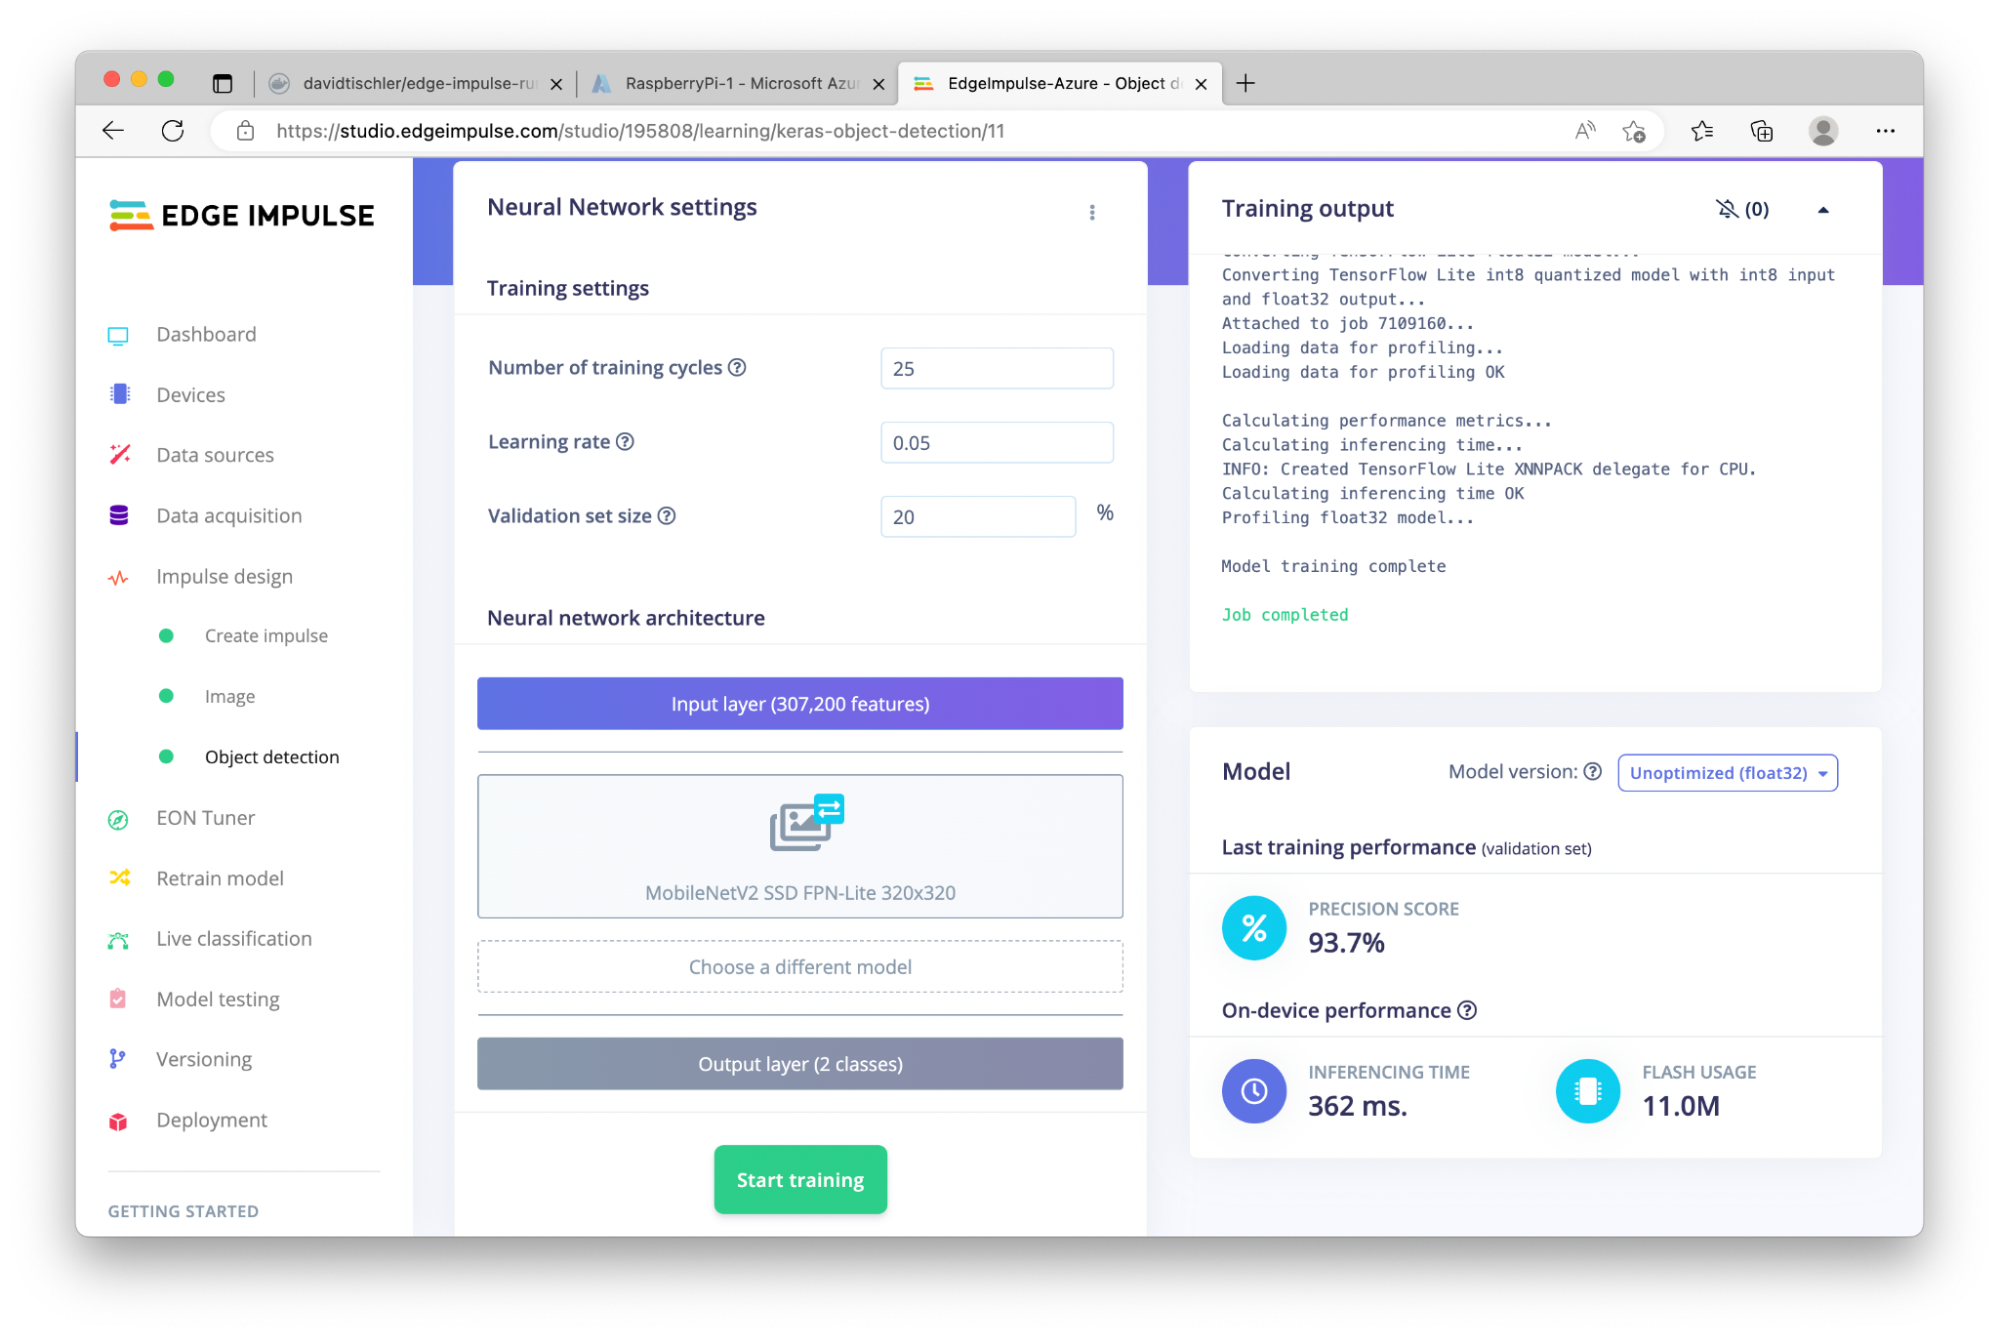 davidtischler/edge-impulse-ru
RaspberryPi-1 - Microsoft Azu
EdgeImpulse-Azure - Object d
https://studio.edgeimpulse.com/studio/195808/learning/keras-object-detection/11
EDGE IMPULSE
Dashboard
Devices
Data sources
Data acquisition
Impulse design
Create impulse
Image
Object detection
EON Tuner
Retrain model
Live classification
Model testing
Versioning
Deployment
GETTING STARTED
Neural Network settings
Training settings
Number of training cycles
25
Learning rate
0.05
Validation set size
20 %
Neural network architecture
Input layer (307,200 features)
MobileNetV2 SSD FPN-Lite 320x320
Choose a different model
Output layer (2 classes)
Start training
Training output
(0)
Converting TensorFlow Lite float32 model...
Converting TensorFlow Lite int8 quantized model with int8 input
and float32 output...
Attached to job 7109160...
Loading data for profiling...
Loading data for profiling OK
Calculating performance metrics...
Calculating inferencing time...
INFO: Created TensorFlow Lite XNNPACK delegate for CPU.
Calculating inferencing time OK
Profiling float32 model...
Model training complete
Job completed
Model
Model version:
Unoptimized (float32)
Last training performance (validation set)
% PRECISION SCORE
93.7%
On-device performance
INFERENCING TIME
362 ms.
FLASH USAGE
11.0M